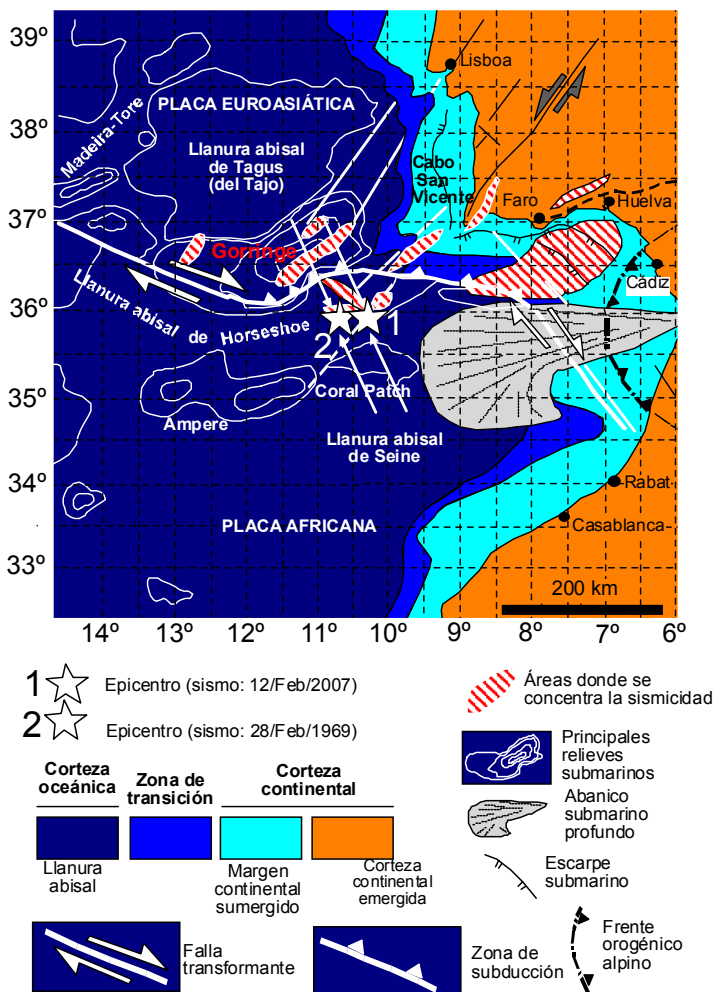 39º
38º
37º
36º
35º
34º
33º
Lisboa
PLACA EUROASIÁTICA
Madeira-Tore
Llanura abisal
de Tagus
(del Tajo)
Cabo
San
Vicente
Faro
Huelva
Gorringe
Cádiz
Llanura abisal de Horseshoe
1
2
Coral Patch
Ampere
Llanura abisal
de Seine
Rabat
PLACA AFRICANA
Casablanca
200 km
14º 13º 12º 11º 10º 9º 8º 7º 6º
1 Epicentro (sismo: 12/Feb/2007)
2 Epicentro (sismo: 28/Feb/1969)
Áreas donde se
concentra la sismicidad
Principales
relieves
submarinos
Corteza
oceánica
Zona de
transición
Corteza
continental
Llanura
abisal
Margen
continental
sumergido
Corteza
continental
emergida
Abanico
submarino
profundo
Escarpe
submarino
Falla
transformante
Zona de
subducción
Frente
orogénico
alpino